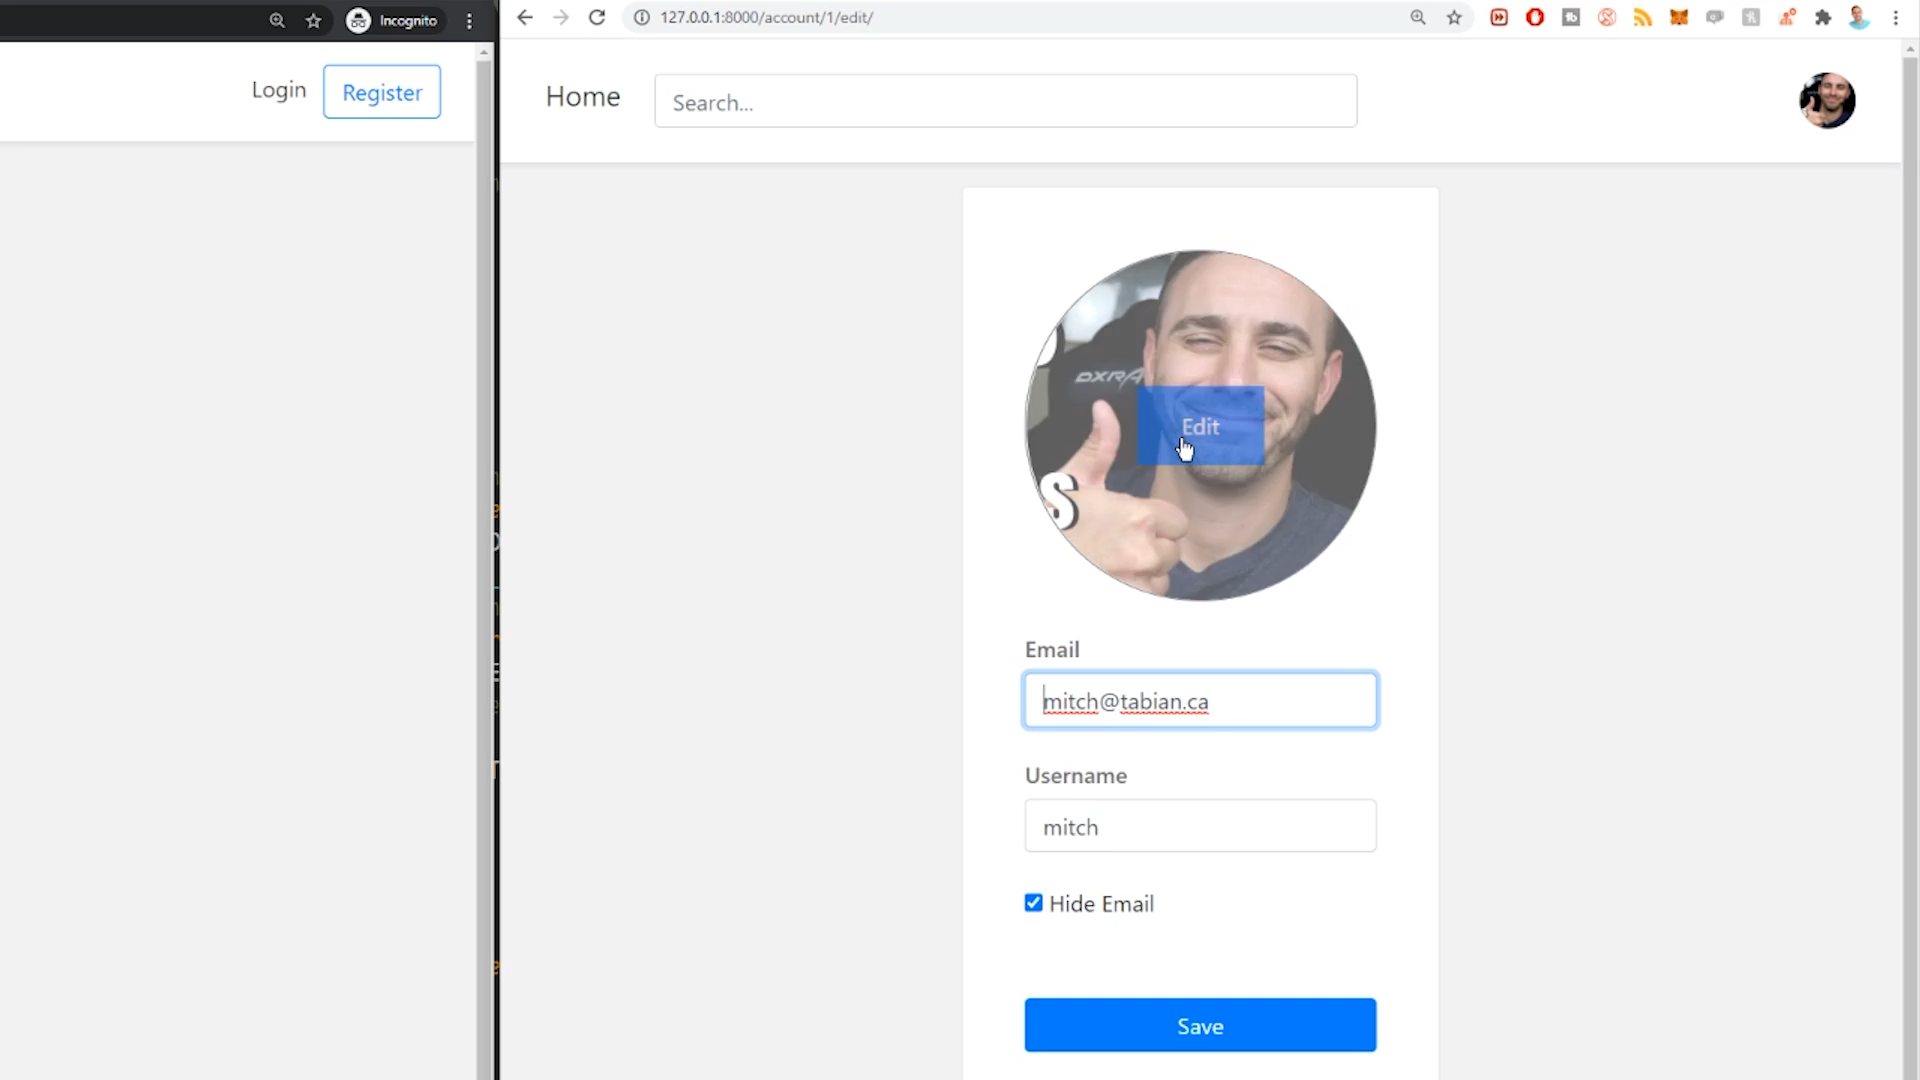 Incognito
Login
Register
127.0.0.1:8000/account/1/edit/
Home
Search...
DXRA
Edit
S
Email
mitch@tabian.ca
Username
mitch
Hide Email
Save